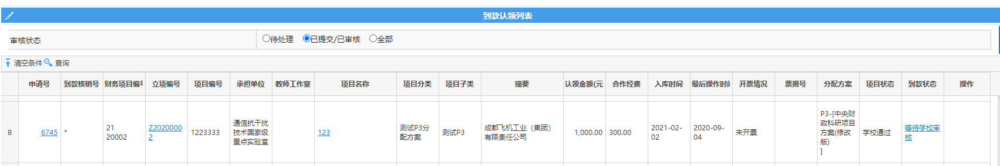 到款认领列表
审核状态 待处理 已提交/已审核 全部
清空条件 查询
申请号 到款核销号 财务项目编号 立项编号 项目编号 承担单位 教师工作室 项目名称 项目分类 项目子类 摘要 认领金额(元 合作经费 入库时间 最后操作时间 开票情况 票据号 分配方案 项目状态 到款状态 操作
8
6745
*
21
20002
Z2020000
2
1223333
通信抗干扰
技术国家级
重点实验室
123
测试P3分
配方案
测试P3
成都飞机工业（集团）
有限责任公司
1,000.00
300.00
2021-02-
02
2020-09-
04
未开票
P3-[中央财
政科研项目
方案(修改
版)
]
学校通过
等待学校审
核